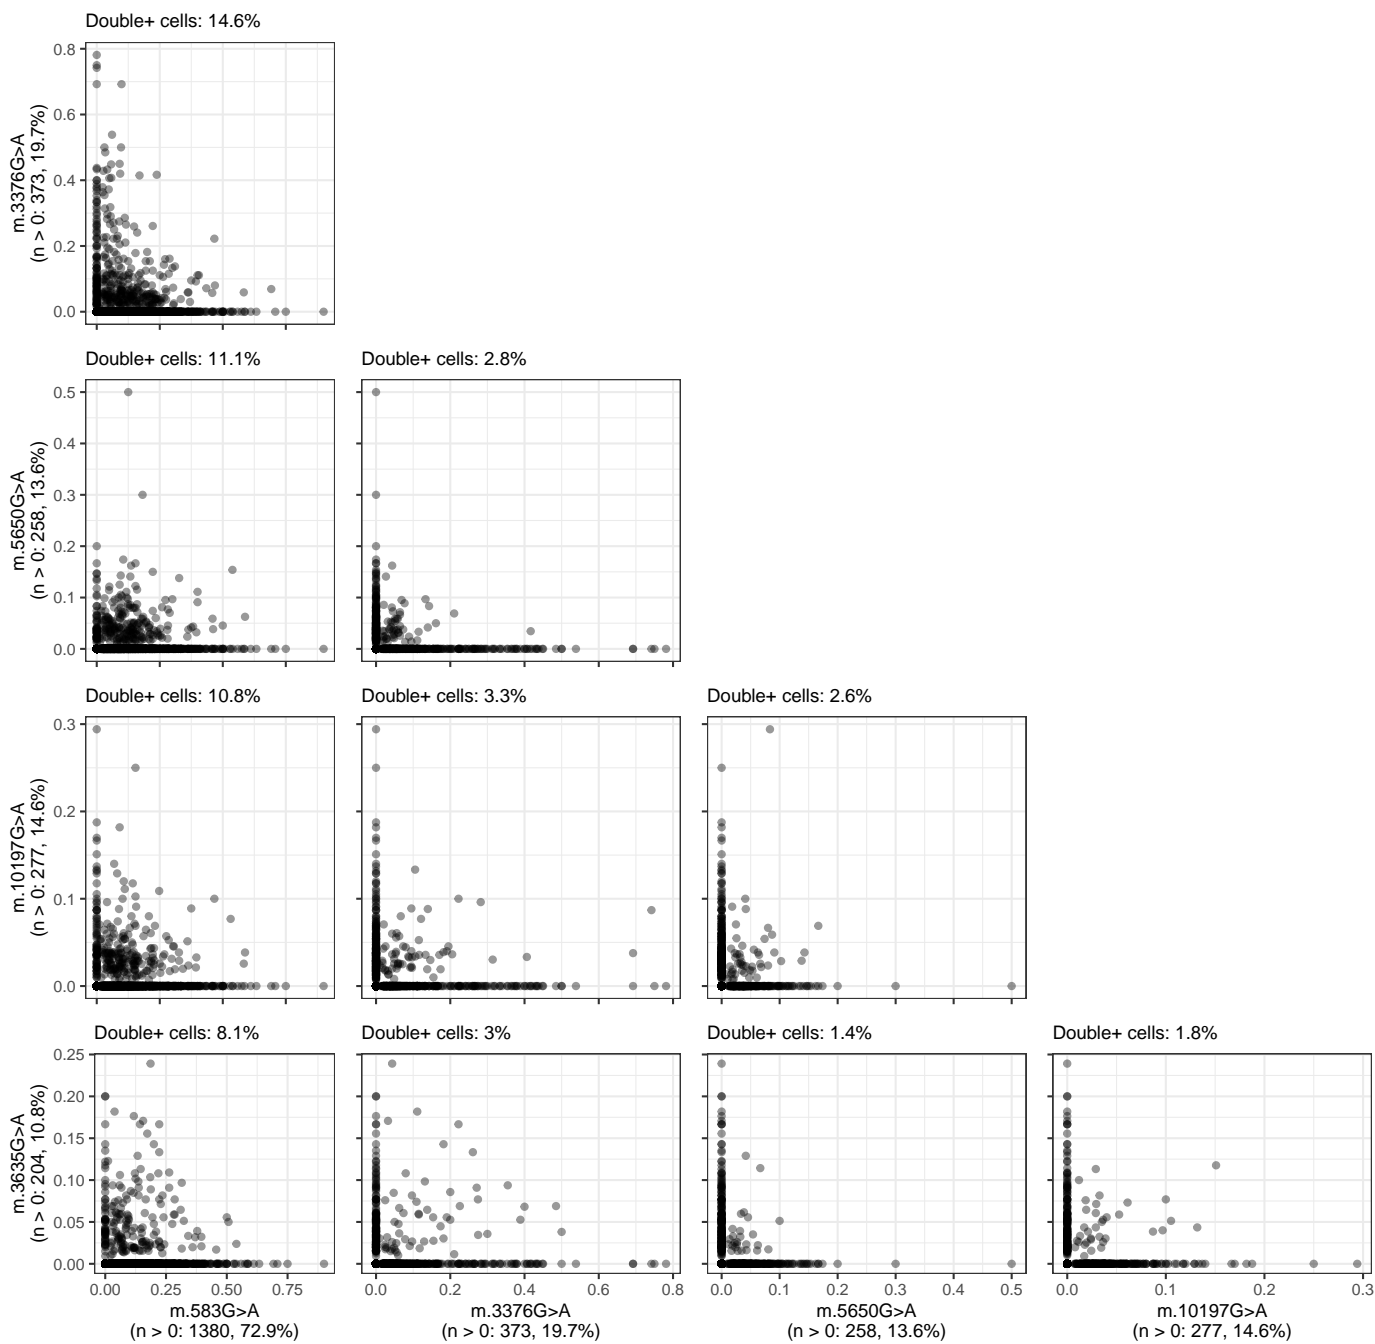 Double+ cells: 14.6%
m.3376G>A
(n > 0: 373, 19.7%)
0.8
0.6
0.4
0.2
0.0
Double+ cells: 11.1%
Double+ cells: 2.8%
m.5650G>A
(n > 0: 258, 13.6%)
0.5
0.4
0.3
0.2
0.1
0.0
Double+ cells: 10.8%
Double+ cells: 3.3%
Double+ cells: 2.6%
m.10197G>A
(n > 0: 277, 14.6%)
0.3
0.2
0.1
0.0
Double+ cells: 8.1%
Double+ cells: 3%
Double+ cells: 1.4%
Double+ cells: 1.8%
m.3635G>A
(n > 0: 204, 10.8%)
0.25
0.20
0.15
0.10
0.05
0.00
0.00 0.25 0.50 0.75
m.583G>A
(n > 0: 1380, 72.9%)
0.0 0.2 0.4 0.6 0.8
m.3376G>A
(n > 0: 373, 19.7%)
0.0 0.1 0.2 0.3 0.4 0.5
m.5650G>A
(n > 0: 258, 13.6%)
0.0 0.1 0.2 0.3
m.10197G>A
(n > 0: 277, 14.6%)